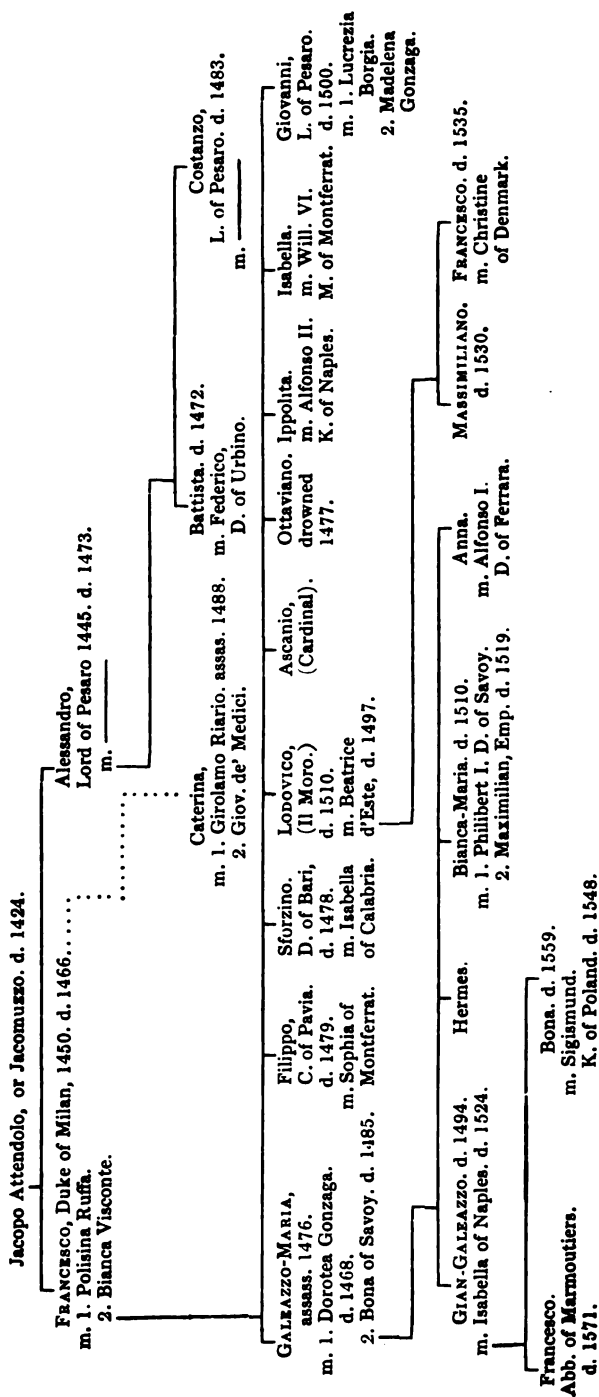 Jacopo Attendolo, or Jacomuzzo. d. 1424.
FRANCESCO, Duke of Milan, 1450. d. 1466......
m. 1. Polisina Ruffa.
2. Bianca Visconte.
Alessandro,
Lord of Pesaro 1445. d. 1473.
m. ———
Caterina,
m. 1. Girolamo Riario. assas. 1488.
2. Giov. de' Medici.
Battista. d. 1472.
m. Federico,
D. of Urbino.
Costanzo,
L. of Pesaro. d. 1483.
m. ———
GALEAZZO-MARIA,
assass. 1476.
m. 1. Dorotea Gonzaga.
d. 1468.
2. Bona of Savoy. d. 1485.
Filippo,
C. of Pavia.
d. 1479.
m. Sophia of
Montferrat.
Sforzino.
D. of Bari,
d. 1478.
m. Isabella
of Calabria.
LODOVICO,
(Il Moro.)
d. 1510.
m. Beatrice
d'Este, d. 1497.
Ascanio,
(Cardinal).
Ottaviano.
drowned
1477.
Ippolita.
m. Alfonso II.
K. of Naples.
Isabella.
m. Will. VI.
M. of Montferrat.
Giovanni,
L. of Pesaro.
d. 1500.
m. 1. Lucrezia
Borgia.
2. Madelena
Gonzaga.
GIAN-GALEAZZO. d. 1494.
m. Isabella of Naples. d. 1524.
Hermes.
Bianca-Maria. d. 1510.
m. 1. Philibert I. D. of Savoy.
2. Maximilian, Emp. d. 1519.
Anna.
m. Alfonso I.
D. of Ferrara.
MASSIMILIANO.
d. 1530.
FRANCESCO. d. 1535.
m. Christine
of Denmark.
Francesco.
Abb. of Marmoutiers.
d. 1571.
Bona. d. 1559.
m. Sigismund.
K. of Poland. d. 1548.